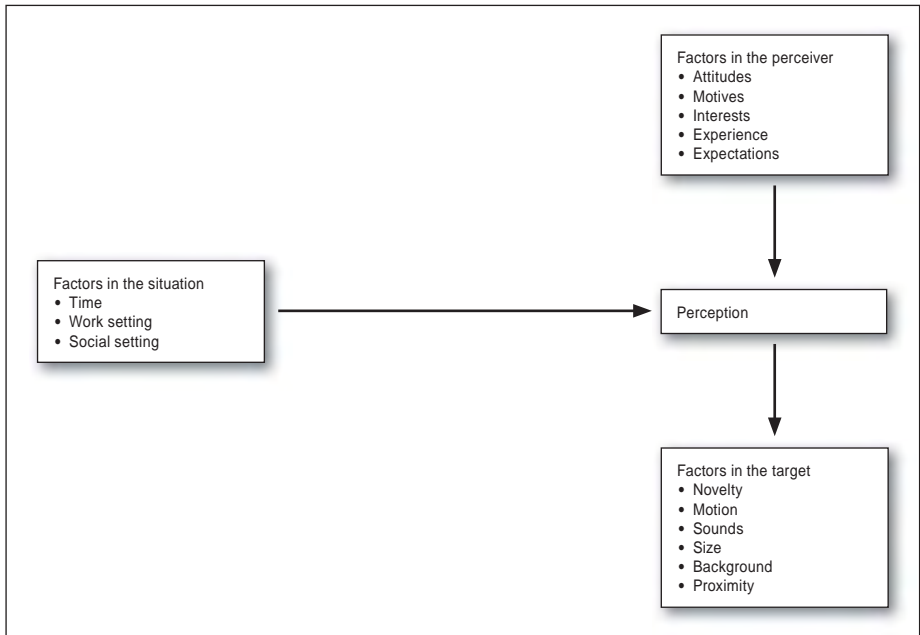 Factors in the perceiver
• Attitudes
• Motives
• Interests
• Experience
• Expectations
Factors in the situation
• Time
• Work setting
• Social setting
Perception
Factors in the target
• Novelty
• Motion
• Sounds
• Size
• Background
• Proximity